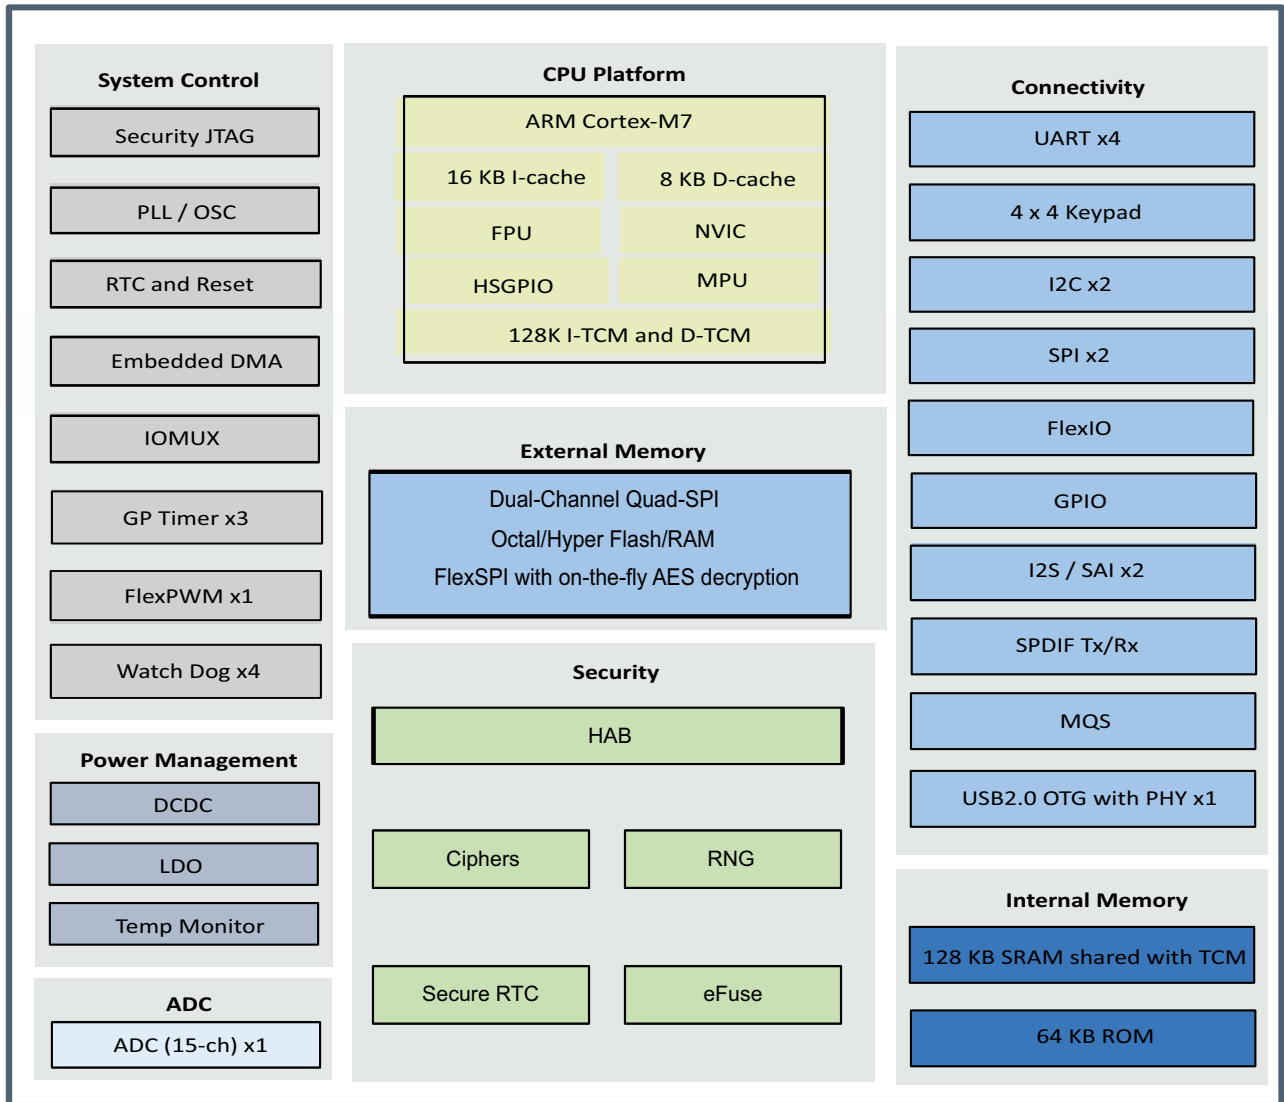 System Control
Security JTAG
PLL / OSC
RTC and Reset
Embedded DMA
IOMUX
GP Timer x3
FlexPWM x1
Watch Dog x4
Power Management
DCDC
LDO
Temp Monitor
ADC
ADC (15-ch) x1
CPU Platform
ARM Cortex-M7
16 KB I-cache
8 KB D-cache
FPU
NVIC
HSGPIO
MPU
128K I-TCM and D-TCM
External Memory
Dual-Channel Quad-SPI
Octal/Hyper Flash/RAM
FlexSPI with on-the-fly AES decryption
Security
HAB
Ciphers
RNG
Secure RTC
eFuse
Connectivity
UART x4
4 x 4 Keypad
I2C x2
SPI x2
FlexIO
GPIO
I2S / SAI x2
SPDIF Tx/Rx
MQS
USB2.0 OTG with PHY x1
Internal Memory
128 KB SRAM shared with TCM
64 KB ROM